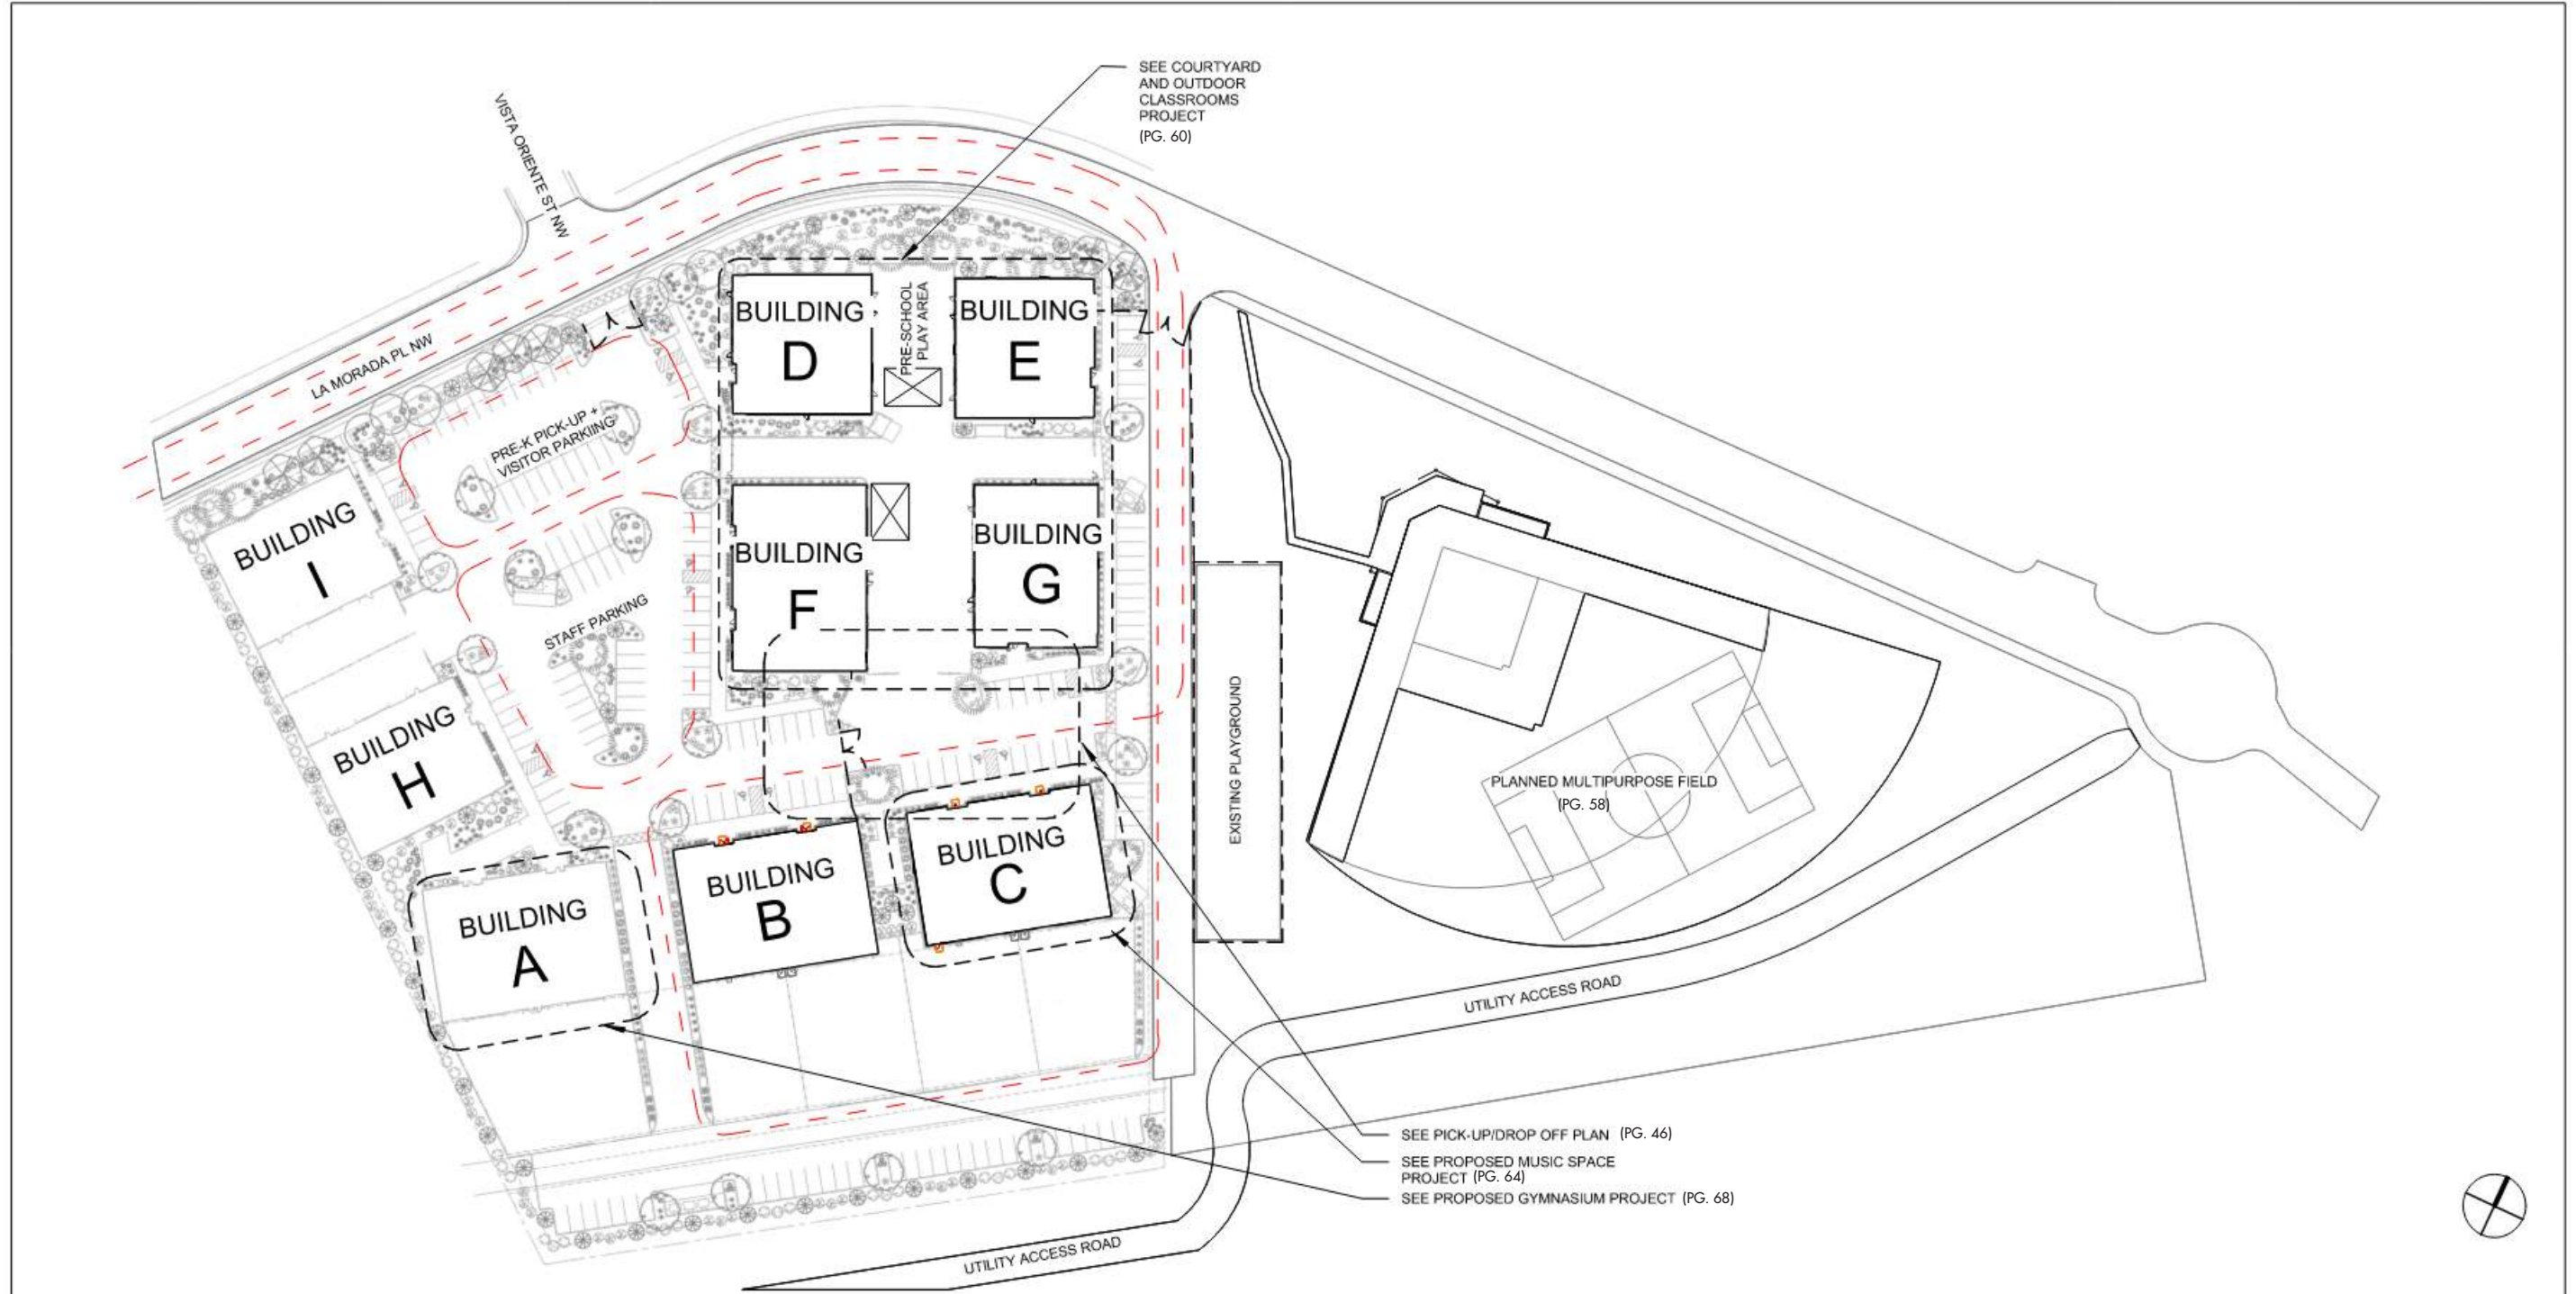 SEE COURTYARD
AND OUTDOOR
CLASSROOMS
PROJECT
(PG. 60)
VISTA ORIENTE ST NW
LA MORADA PL NW
BUILDING
D
PRE-SCHOOL
PLAY AREA
BUILDING
E
PRE-K PICK-UP +
VISITOR PARKIING
BUILDING
I
BUILDING
F
BUILDING
G
STAFF PARKING
BUILDING
H
EXISTING PLAYGROUND
PLANNED MULTIPURPOSE FIELD
(PG. 58)
BUILDING
A
BUILDING
B
BUILDING
C
UTILITY ACCESS ROAD
SEE PICK-UP/DROP OFF PLAN (PG. 46)
SEE PROPOSED MUSIC SPACE
PROJECT (PG. 64)
SEE PROPOSED GYMNASIUM PROJECT (PG. 68)
UTILITY ACCESS ROAD